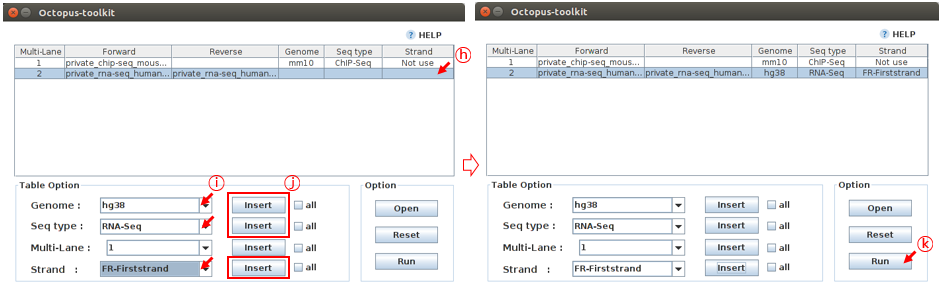 Octopus-toolkit
? HELP
Multi-Lane Forward Reverse Genome Seq type Strand
1 private_chip-seq_mous... mm10 ChIP-Seq Not use
2 private_rna-seq_human... private_rna-seq_human...
h
Table Option
i j
Genome : hg38 Insert all
Seq type : RNA-Seq Insert all
Multi-Lane : 1 Insert all
Strand : FR-Firststrand Insert all
Option
Open
Reset
Run
Octopus-toolkit
? HELP
Multi-Lane Forward Reverse Genome Seq type Strand
1 private_chip-seq_mous... mm10 ChIP-Seq Not use
2 private_rna-seq_human... private_rna-seq_human... hg38 RNA-Seq FR-Firststrand
Table Option
Genome : hg38 Insert all
Seq type : RNA-Seq Insert all
Multi-Lane : 1 Insert all
Strand : FR-Firststrand Insert all
Option
Open
Reset
k
Run